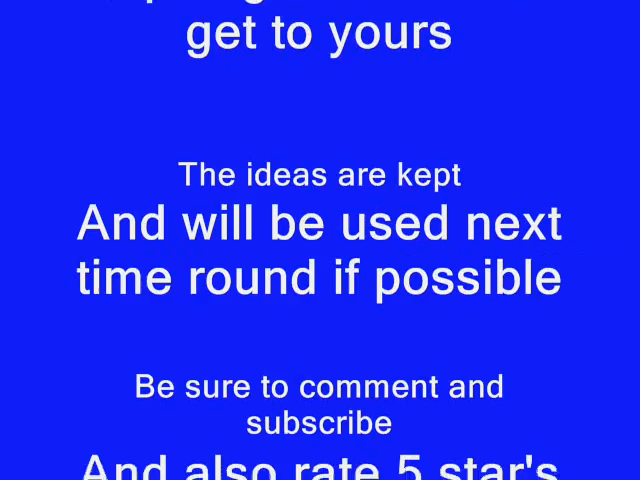 get to yours
The ideas are kept
And will be used next
time round if possible
Be sure to comment and
subscribe
And also rate 5 star's